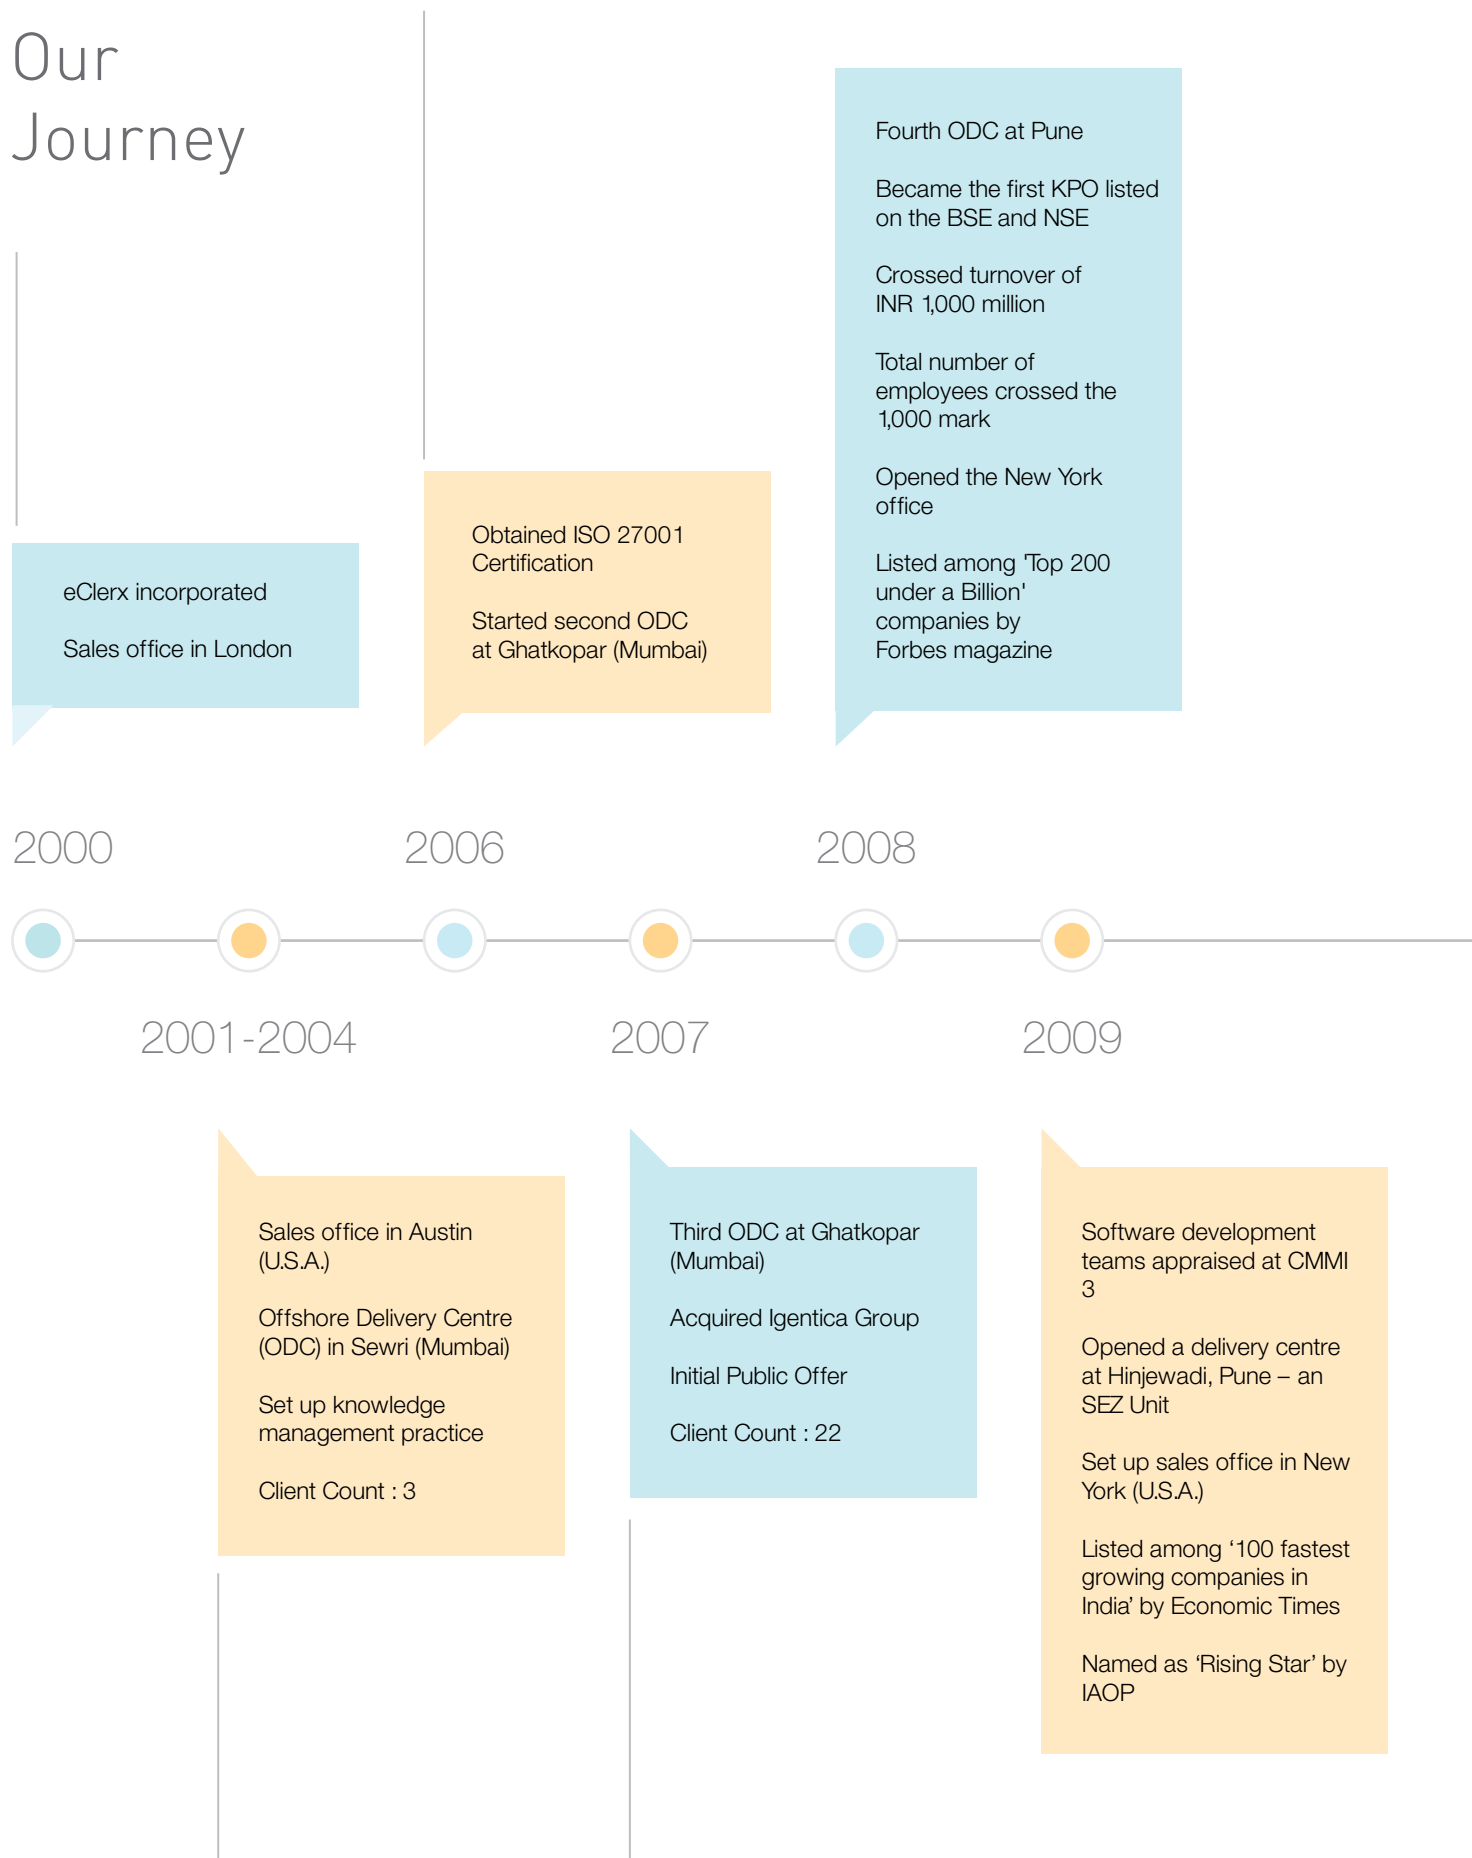 Our
Journey
eClerx incorporated
Sales office in London
2000
Sales office in Austin
(U.S.A.)
Offshore Delivery Centre
(ODC) in Sewri (Mumbai)
Set up knowledge
management practice
Client Count : 3
2001-2004
Obtained ISO 27001
Certification
Started second ODC
at Ghatkopar (Mumbai)
2006
2007
Third ODC at Ghatkopar
(Mumbai)
Acquired Igentica Group
Initial Public Offer
Client Count : 22
Fourth ODC at Pune
Became the first KPO listed
on the BSE and NSE
Crossed turnover of
INR 1,000 million
Total number of
employees crossed the
1,000 mark
Opened the New York
office
Listed among 'Top 200
under a Billion'
companies by
Forbes magazine
2008
2009
Software development
teams appraised at CMMI
3
Opened a delivery centre
at Hinjewadi, Pune – an
SEZ Unit
Set up sales office in New
York (U.S.A.)
Listed among ‘100 fastest
growing companies in
India’ by Economic Times
Named as ‘Rising Star’ by
IAOP